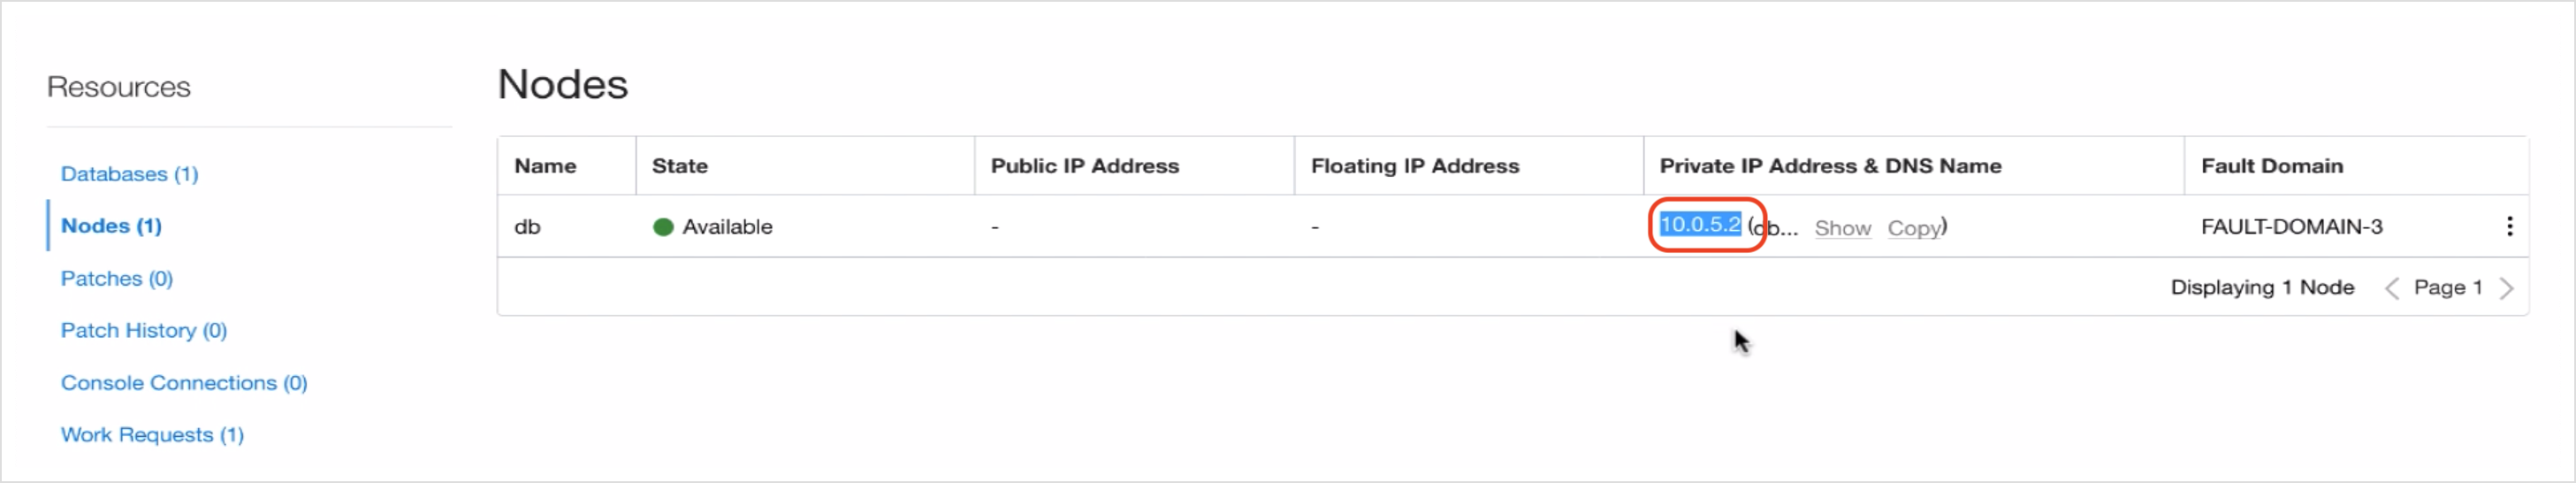 Resources
Databases (1)
Nodes (1)
Patches (0)
Patch History (0)
Console Connections (0)
Work Requests (1)
Nodes
Name State Public IP Address Floating IP Address Private IP Address & DNS Name Fault Domain
db Available - - 10.0.5.2 (db... Show Copy) FAULT-DOMAIN-3
Displaying 1 Node < Page 1 >